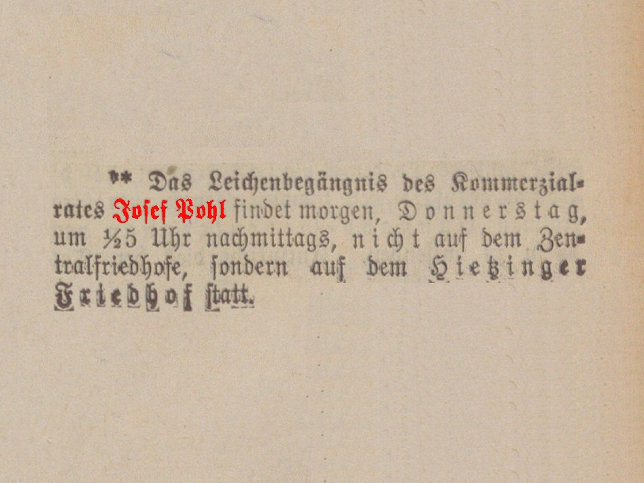 ** Das Leichenbegängnis des Kommerzial-
rates Josef Pohl findet morgen, Donnerstag,
um ½5 Uhr nachmittags, nicht auf dem Zen-
tralfriedhofe, sondern auf dem Hietzinger
Friedhof statt.